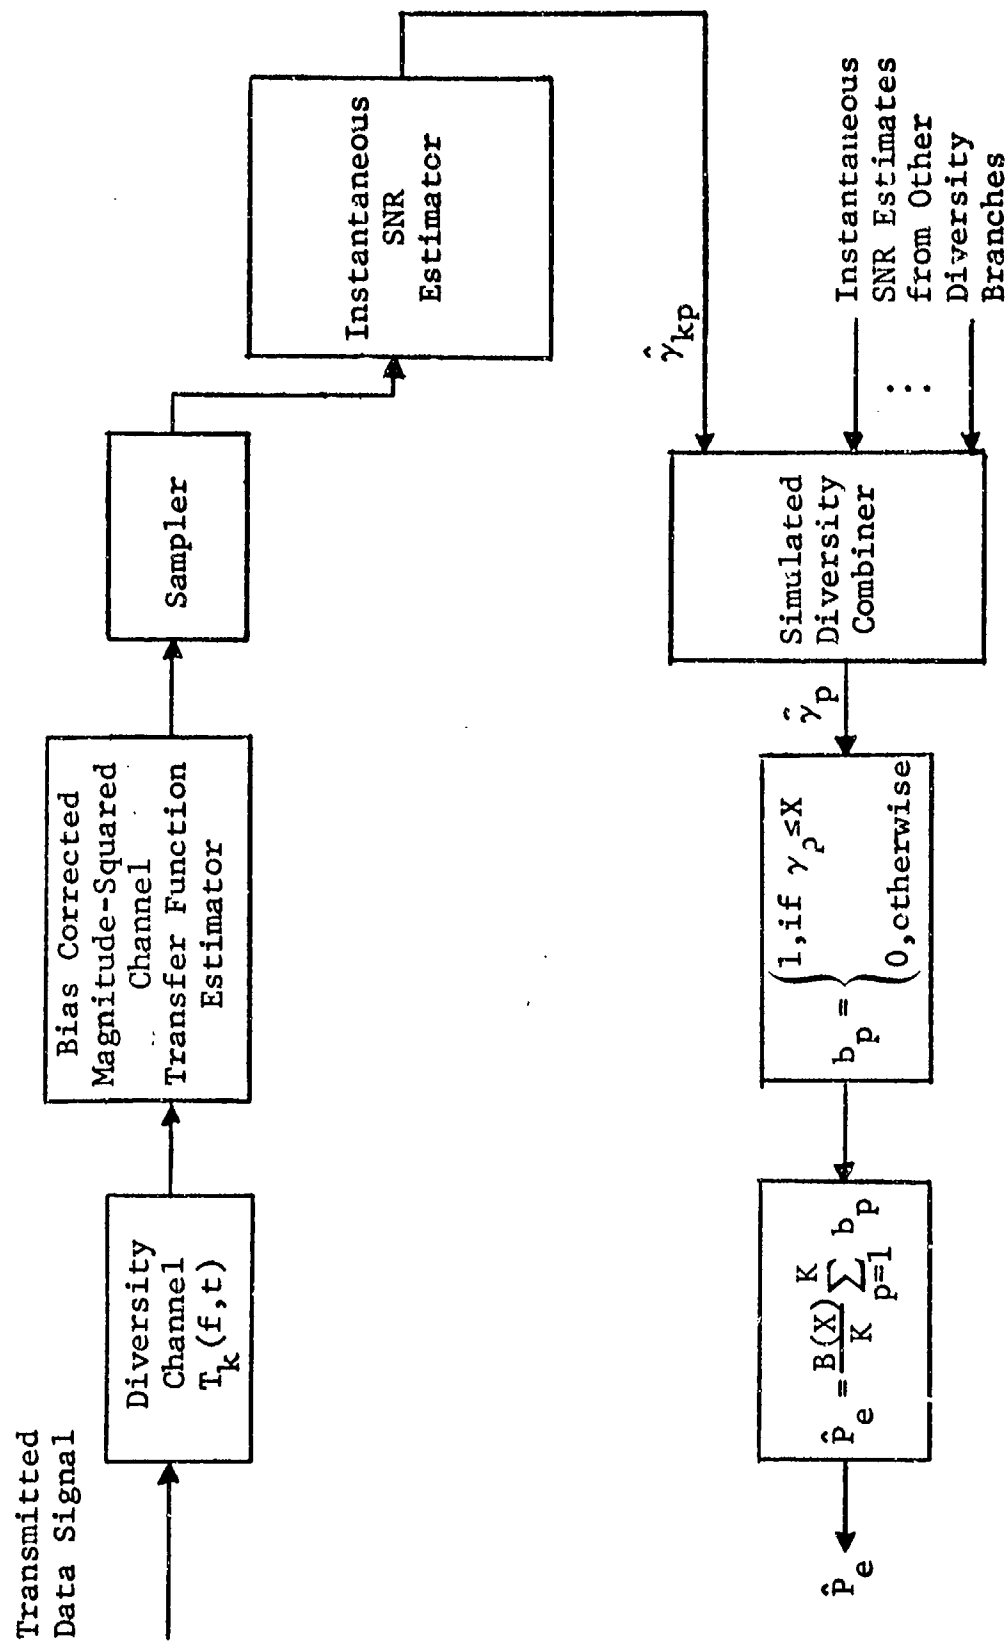 Transmitted
Data Signal
Diversity
Channel
T_k(f,t)
Bias Corrected
Magnitude-Squared
Channel
Transfer Function
Estimator
Sampler
Instantaneous
SNR
Estimator
γ̂_kp
Instantaneous
SNR Estimates
from Other
Diversity
Branches
⋮
Simulated
Diversity
Combiner
γ̂_p
b_p = { 1, if γ_p ≤X
0, otherwise
P̂_e = B(X)/K ∑_{p=1}^{K} b_p
P̂_e